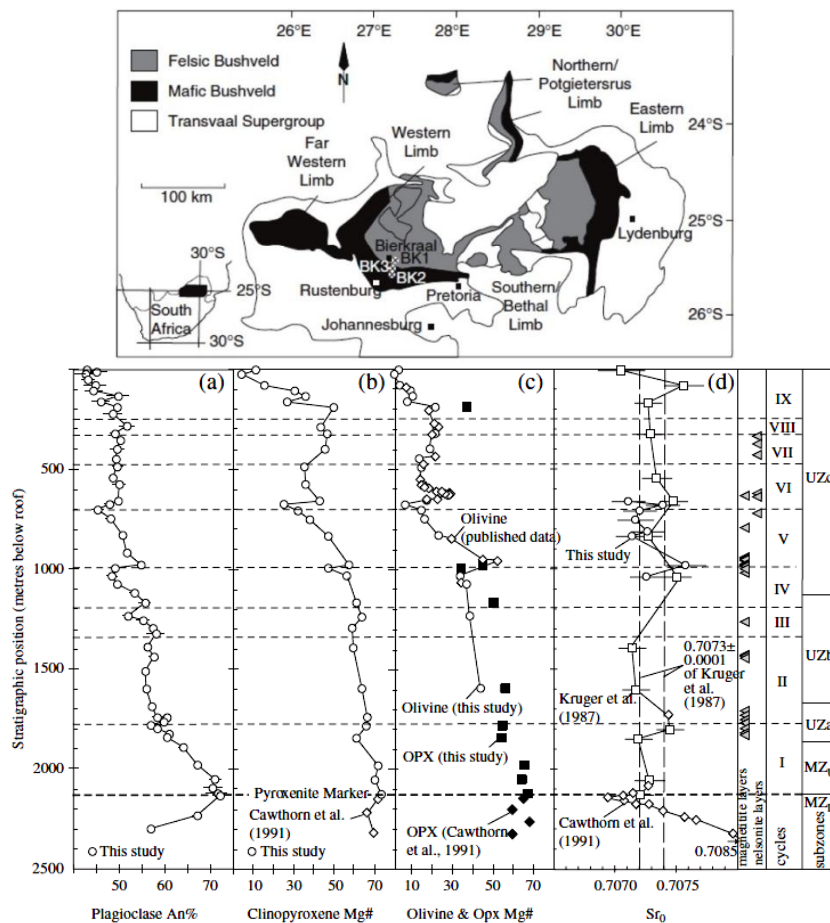 26°E 27°E 28°E 29°E 30°E
Felsic Bushveld
Mafic Bushveld
Transvaal Supergroup
N
Northern/
Potgietersrus
Limb
Eastern
Limb
24°S
Western
Limb
Far
Western
Limb
100 km
25°S
Lydenburg
Bierkraal
BK1
BK3
BK2
30°S
25°S
South
Africa
30°S
Rustenburg
Pretoria
Southern/
Bethal
Limb
Johannesburg
26°S
(a) (b) (c) (d)
IX
VIII
VII
VI
V
IV
III
II
I
UZc
UZb
UZa
Stratigraphic position (metres below roof)
500
1000
1500
2000
2500
Olivine
(published data)
This study
0.7073±
0.0001
of Kruger
et al.
(1987)
Kruger et al.
(1987)
Olivine (this study)
OPX (this study)
Pyroxenite Marker
Cawthorn et al.
(1991)
OPX (Cawthorn
et al., 1991)
Cawthorn et al.
(1991)
0.7085
This study
This study
magnetite layers
nelsonite layers
cycles
subzones
50 60 70
10 30 50 70
10 30 50 70
0.7070 0.7075
Plagioclase An%
Clinopyroxene Mg#
Olivine & Opx Mg#
Sr₀